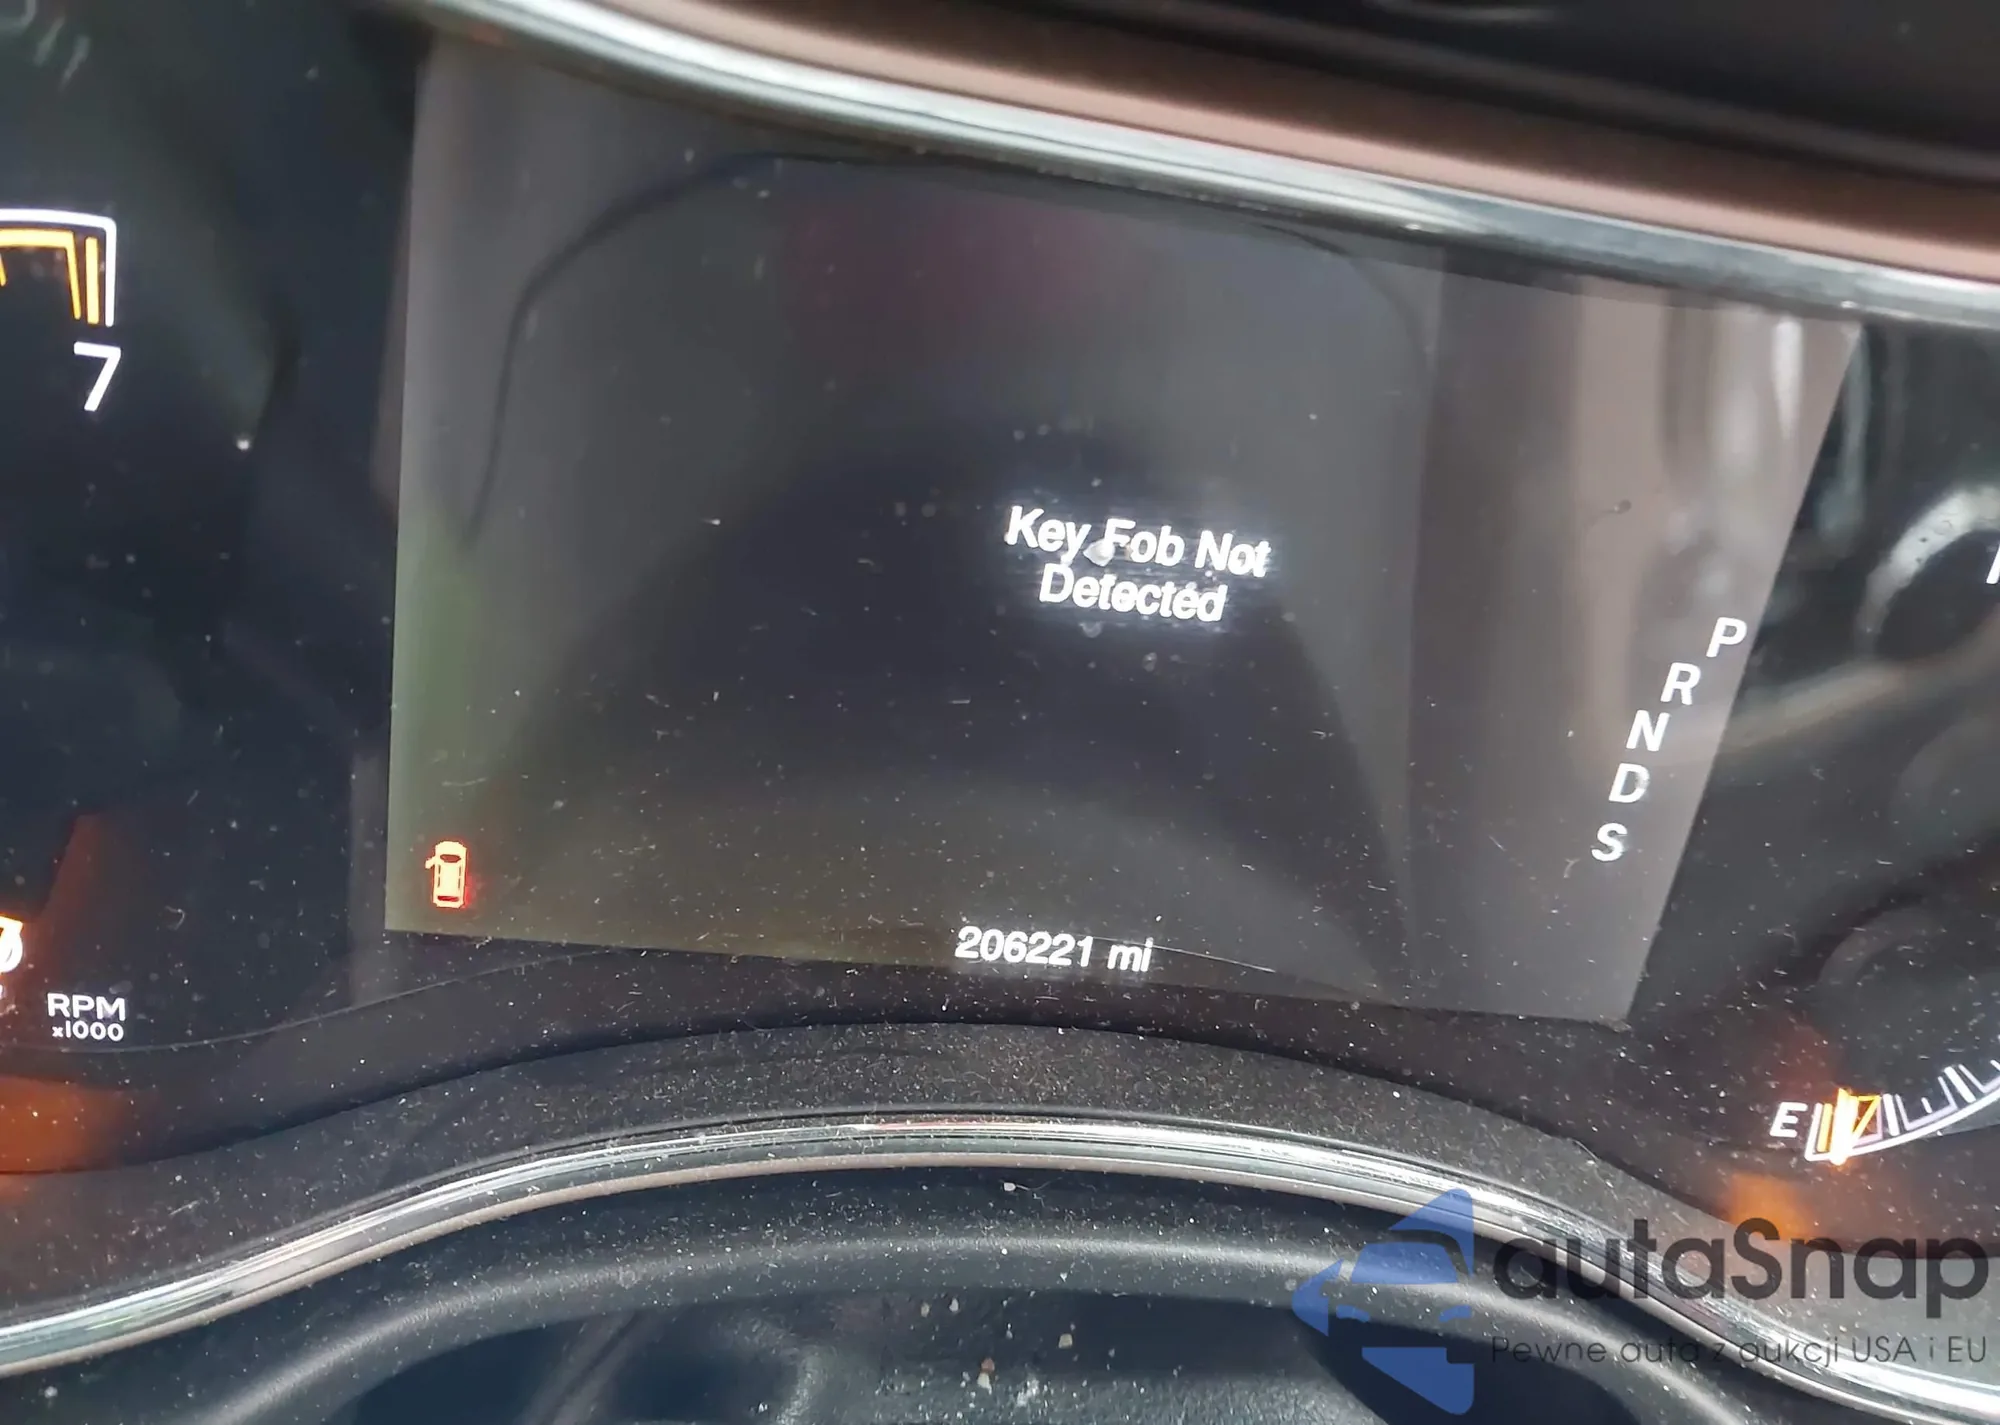 7
RPM
x1000
Key Fob Not
Detected
P
R
N
D
S
206221 mi
E
autaSnap
Pewne auta z aukcji USA i EU